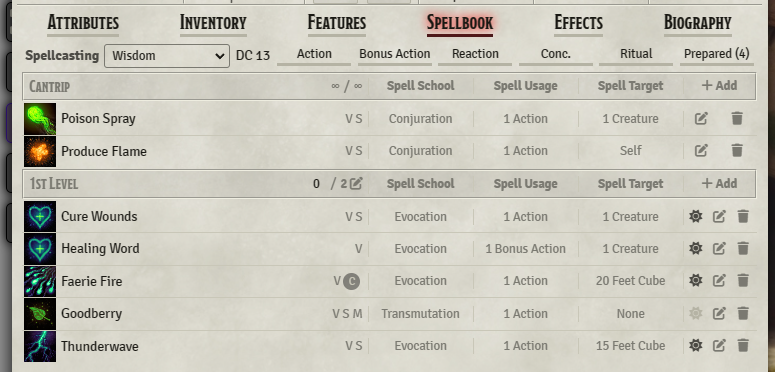 Attributes Inventory Features Spellbook Effects Biography
Spellcasting Wisdom DC 13 Action Bonus Action Reaction Conc. Ritual Prepared (4)
Cantrip ∞ / ∞ Spell School Spell Usage Spell Target + Add
Poison Spray V S Conjuration 1 Action 1 Creature
Produce Flame V S Conjuration 1 Action Self
1st Level 0 / 2 Spell School Spell Usage Spell Target + Add
Cure Wounds V S Evocation 1 Action 1 Creature
Healing Word V Evocation 1 Bonus Action 1 Creature
Faerie Fire V C Evocation 1 Action 20 Feet Cube
Goodberry V S M Transmutation 1 Action None
Thunderwave V S Evocation 1 Action 15 Feet Cube